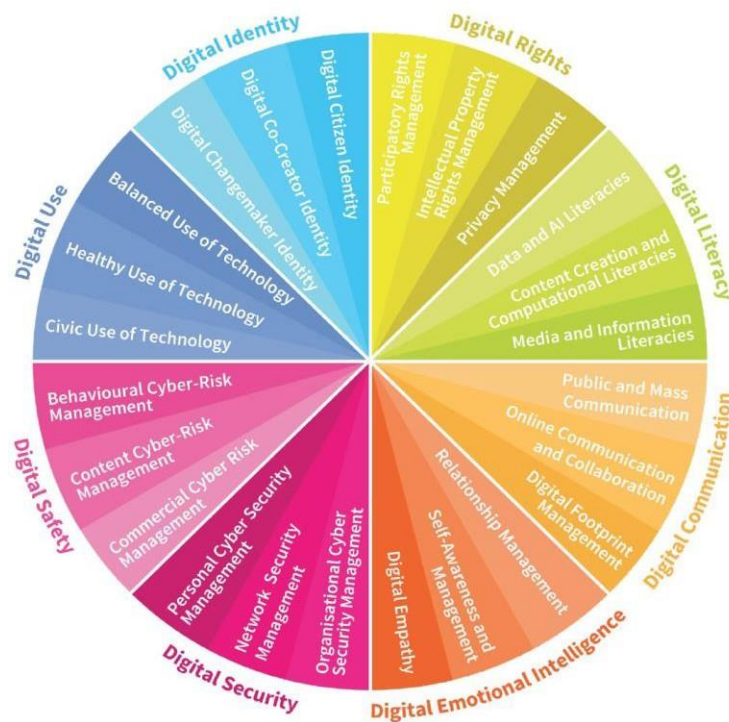 Digital Identity
Digital Citizen Identity
Digital Co-Creator Identity
Digital Changemaker Identity
Digital Rights
Participatory Rights
Management
Intellectual Property
Rights Management
Privacy Management
Digital Literacy
Data and AI Literacies
Content Creation and
Computational Literacies
Media and Information
Literacies
Digital Communication
Public and Mass
Communication
Online Communication
and Collaboration
Digital Footprint
Management
Digital Emotional Intelligence
Relationship Management
Self-Awareness and
Management
Digital Empathy
Digital Security
Organisational Cyber
Security Management
Network Security
Management
Personal Cyber Security
Management
Digital Safety
Commercial Cyber Risk
Management
Content Cyber-Risk
Management
Behavioural Cyber-Risk
Management
Digital Use
Civic Use of Technology
Healthy Use of Technology
Balanced Use of Technology